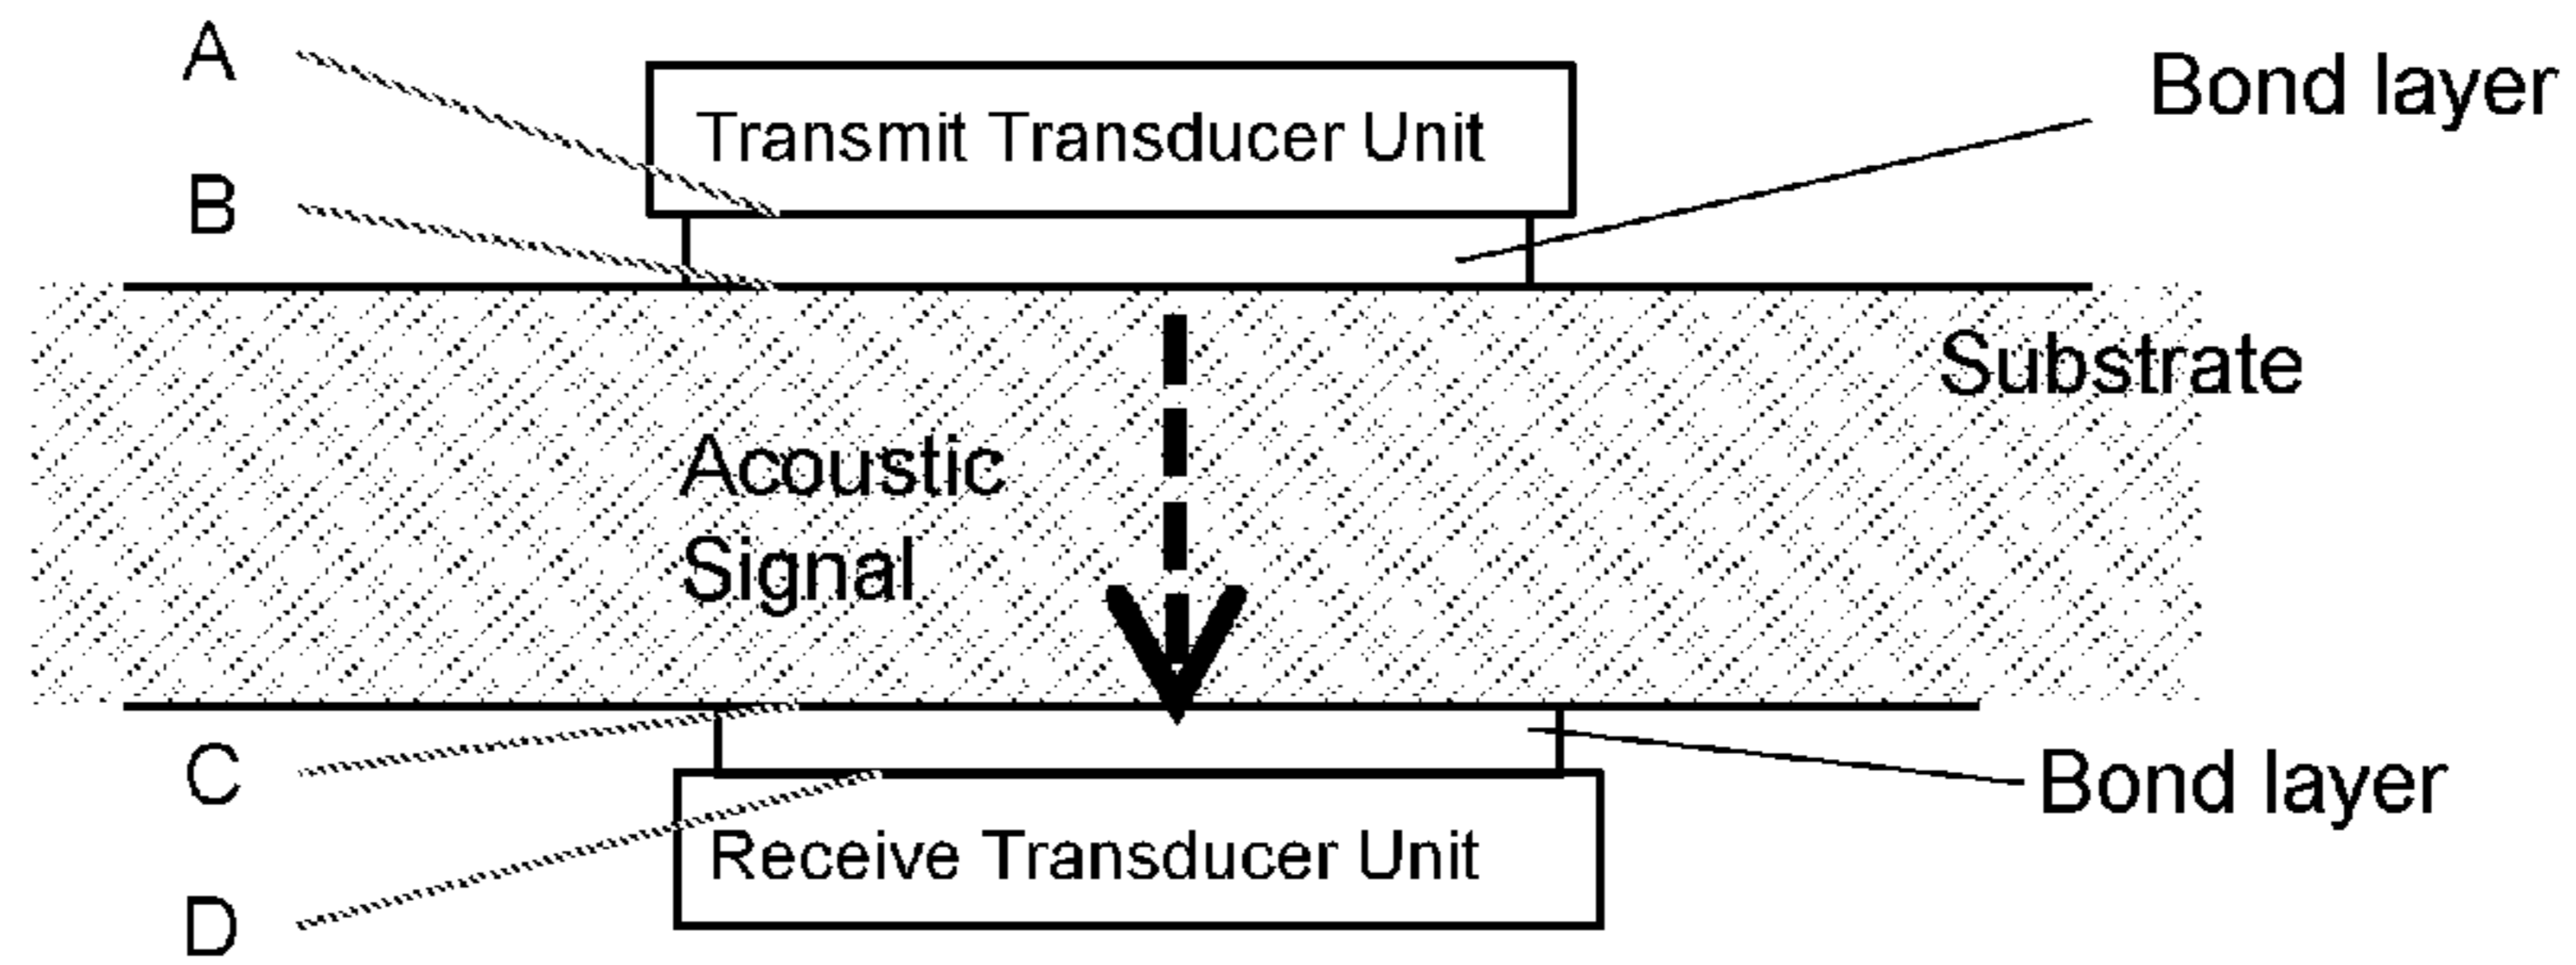 A
Transmit Transducer Unit
Bond layer
B
Substrate
Acoustic
Signal
C
Bond layer
Receive Transducer Unit
D